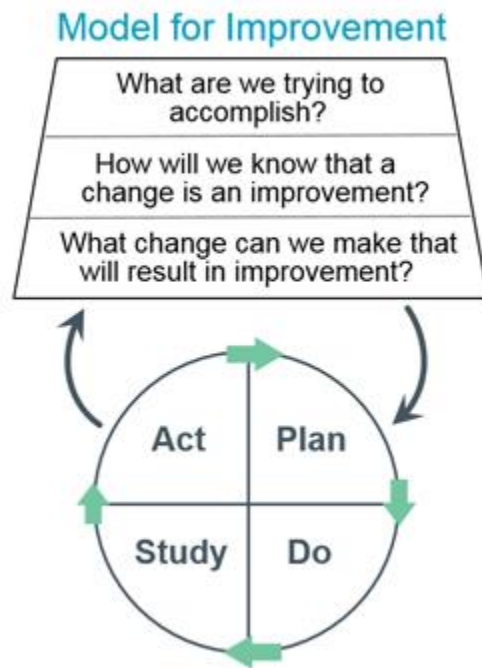 Model for Improvement
What are we trying to
accomplish?
How will we know that a
change is an improvement?
What change can we make that
will result in improvement?
Act
Plan
Study
Do